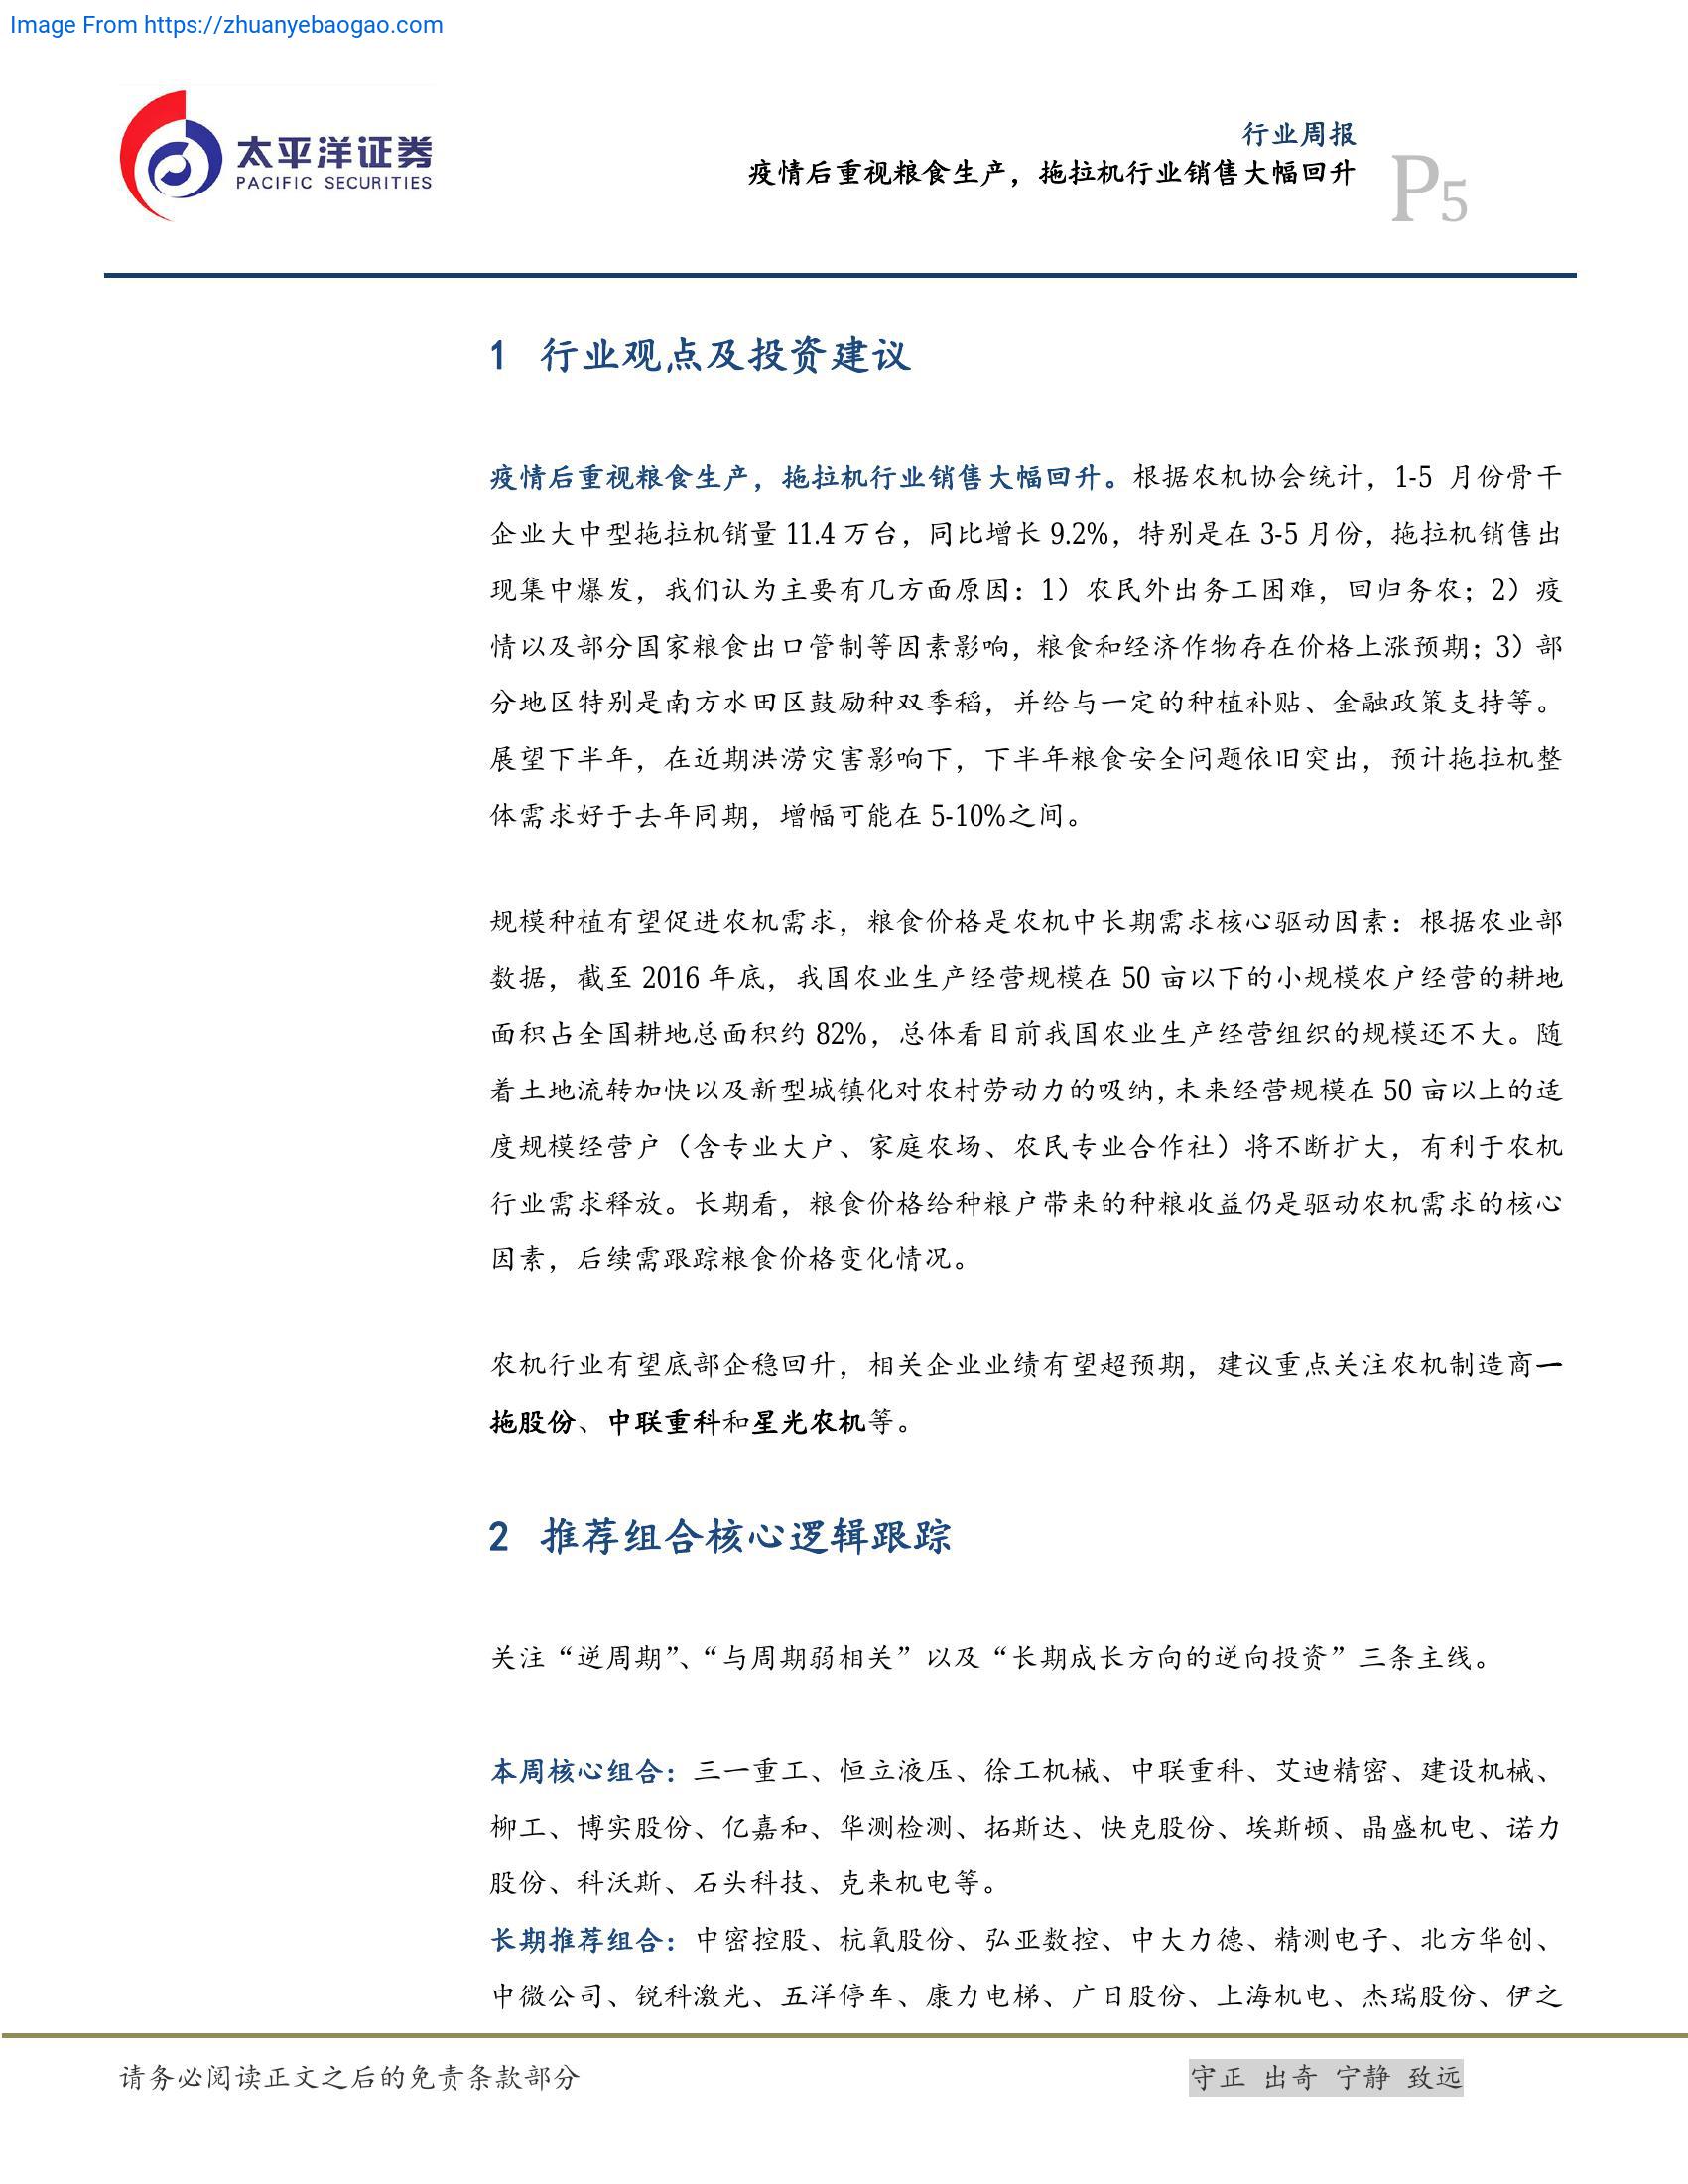 Image From https://zhuanyebaogao.com
太平洋证券
PACIFIC SECURITIES
行业周报
疫情后重视粮食生产，拖拉机行业销售大幅回升
P5
1 行业观点及投资建议
疫情后重视粮食生产，拖拉机行业销售大幅回升。根据农机协会统计，1-5 月份骨干
企业大中型拖拉机销量 11.4 万台，同比增长 9.2%，特别是在 3-5 月份，拖拉机销售出
现集中爆发，我们认为主要有几方面原因：1）农民外出务工困难，回归务农；2）疫
情以及部分国家粮食出口管制等因素影响，粮食和经济作物存在价格上涨预期；3）部
分地区特别是南方水田区鼓励种双季稻，并给与一定的种植补贴、金融政策支持等。
展望下半年，在近期洪涝灾害影响下，下半年粮食安全问题依旧突出，预计拖拉机整
体需求好于去年同期，增幅可能在 5-10%之间。
规模种植有望促进农机需求，粮食价格是农机中长期需求核心驱动因素：根据农业部
数据，截至 2016 年底，我国农业生产经营规模在 50 亩以下的小规模农户经营的耕地
面积占全国耕地总面积约 82%，总体看目前我国农业生产经营组织的规模还不大。随
着土地流转加快以及新型城镇化对农村劳动力的吸纳，未来经营规模在 50 亩以上的适
度规模经营户（含专业大户、家庭农场、农民专业合作社）将不断扩大，有利于农机
行业需求释放。长期看，粮食价格给种粮户带来的种粮收益仍是驱动农机需求的核心
因素，后续需跟踪粮食价格变化情况。
农机行业有望底部企稳回升，相关企业业绩有望超预期，建议重点关注农机制造商一
拖股份、中联重科和星光农机等。
2 推荐组合核心逻辑跟踪
关注“逆周期”、“与周期弱相关”以及“长期成长方向的逆向投资”三条主线。
本周核心组合：三一重工、恒立液压、徐工机械、中联重科、艾迪精密、建设机械、
柳工、博实股份、亿嘉和、华测检测、拓斯达、快克股份、埃斯顿、晶盛机电、诺力
股份、科沃斯、石头科技、克来机电等。
长期推荐组合：中密控股、杭氧股份、弘亚数控、中大力德、精测电子、北方华创、
中微公司、锐科激光、五洋停车、康力电梯、广日股份、上海机电、杰瑞股份、伊之
请务必阅读正文之后的免责条款部分
守正 出奇 宁静 致远